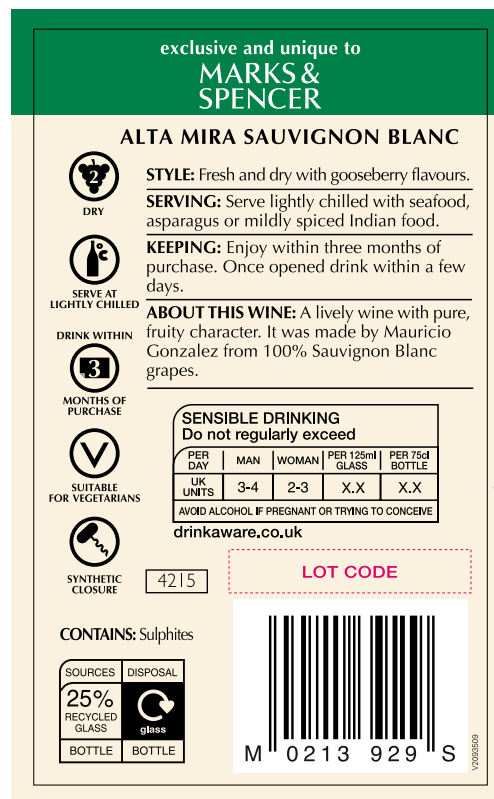 exclusive and unique to
MARKS &
SPENCER
ALTA MIRA SAUVIGNON BLANC
2
DRY
STYLE: Fresh and dry with gooseberry flavours.
SERVING: Serve lightly chilled with seafood,
asparagus or mildly spiced Indian food.
°C
SERVE AT
LIGHTLY CHILLED
KEEPING: Enjoy within three months of
purchase. Once opened drink within a few
days.
DRINK WITHIN
3
MONTHS OF
PURCHASE
ABOUT THIS WINE: A lively wine with pure,
fruity character. It was made by Mauricio
Gonzalez from 100% Sauvignon Blanc
grapes.
V
SUITABLE
FOR VEGETARIANS
SENSIBLE DRINKING
Do not regularly exceed
PER DAY MAN WOMAN PER 125ml GLASS PER 75cl BOTTLE
UK UNITS 3-4 2-3 X.X X.X
AVOID ALCOHOL IF PREGNANT OR TRYING TO CONCEIVE
drinkaware.co.uk
SYNTHETIC
CLOSURE
4215
LOT CODE
CONTAINS: Sulphites
SOURCES DISPOSAL
25%
RECYCLED
GLASS
glass
BOTTLE BOTTLE
M 0213 929 S
V2093509